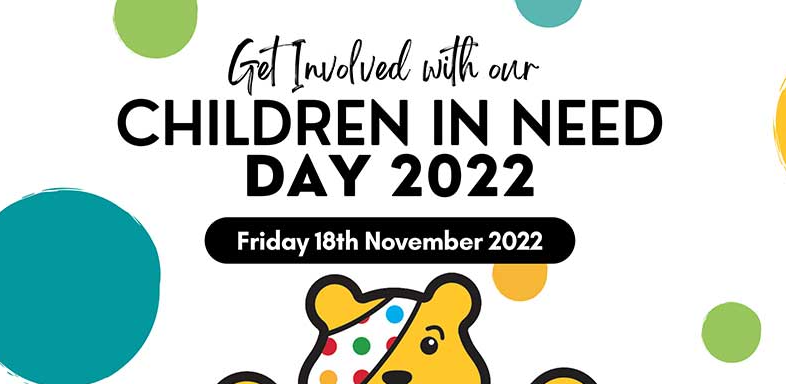 Get Involved with our
CHILDREN IN NEED
DAY 2022
Friday 18th November 2022